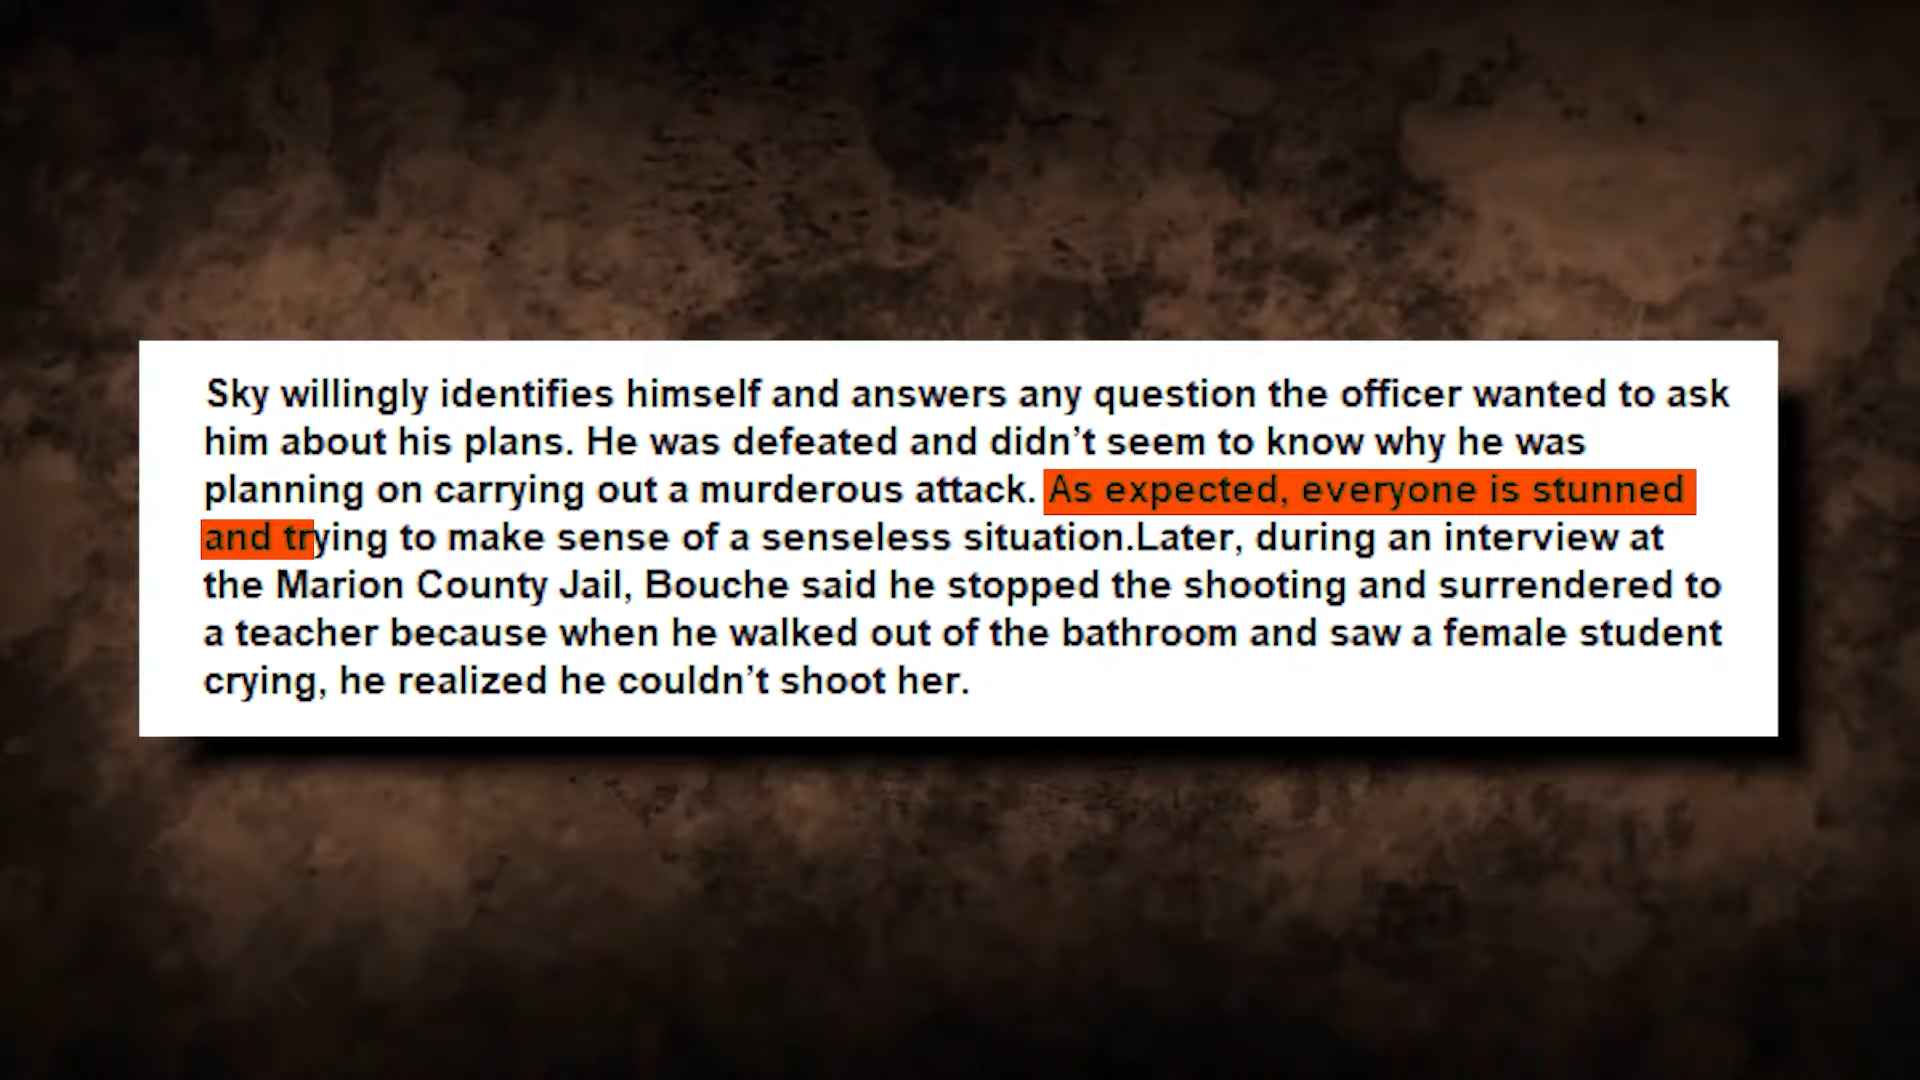 Sky willingly identifies himself and answers any question the officer wanted to ask
him about his plans. He was defeated and didn’t seem to know why he was
planning on carrying out a murderous attack. As expected, everyone is stunned
and trying to make sense of a senseless situation.Later, during an interview at
the Marion County Jail, Bouche said he stopped the shooting and surrendered to
a teacher because when he walked out of the bathroom and saw a female student
crying, he realized he couldn’t shoot her.